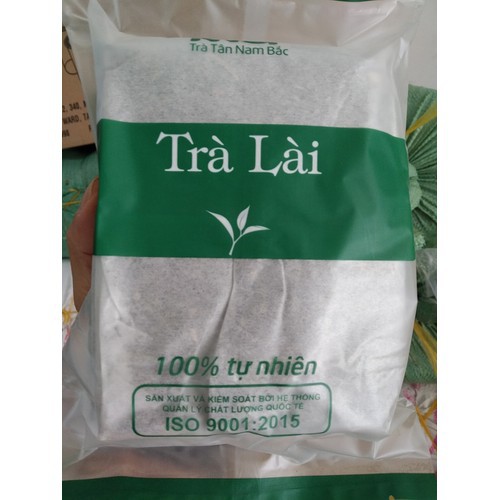 Trà Tân Nam Bắc
Trà Lài
100% tự nhiên
SẢN XUẤT VÀ KIỂM SOÁT BỞI HỆ THỐNG
QUẢN LÝ CHẤT LƯỢNG QUỐC TẾ
ISO 9001:2015